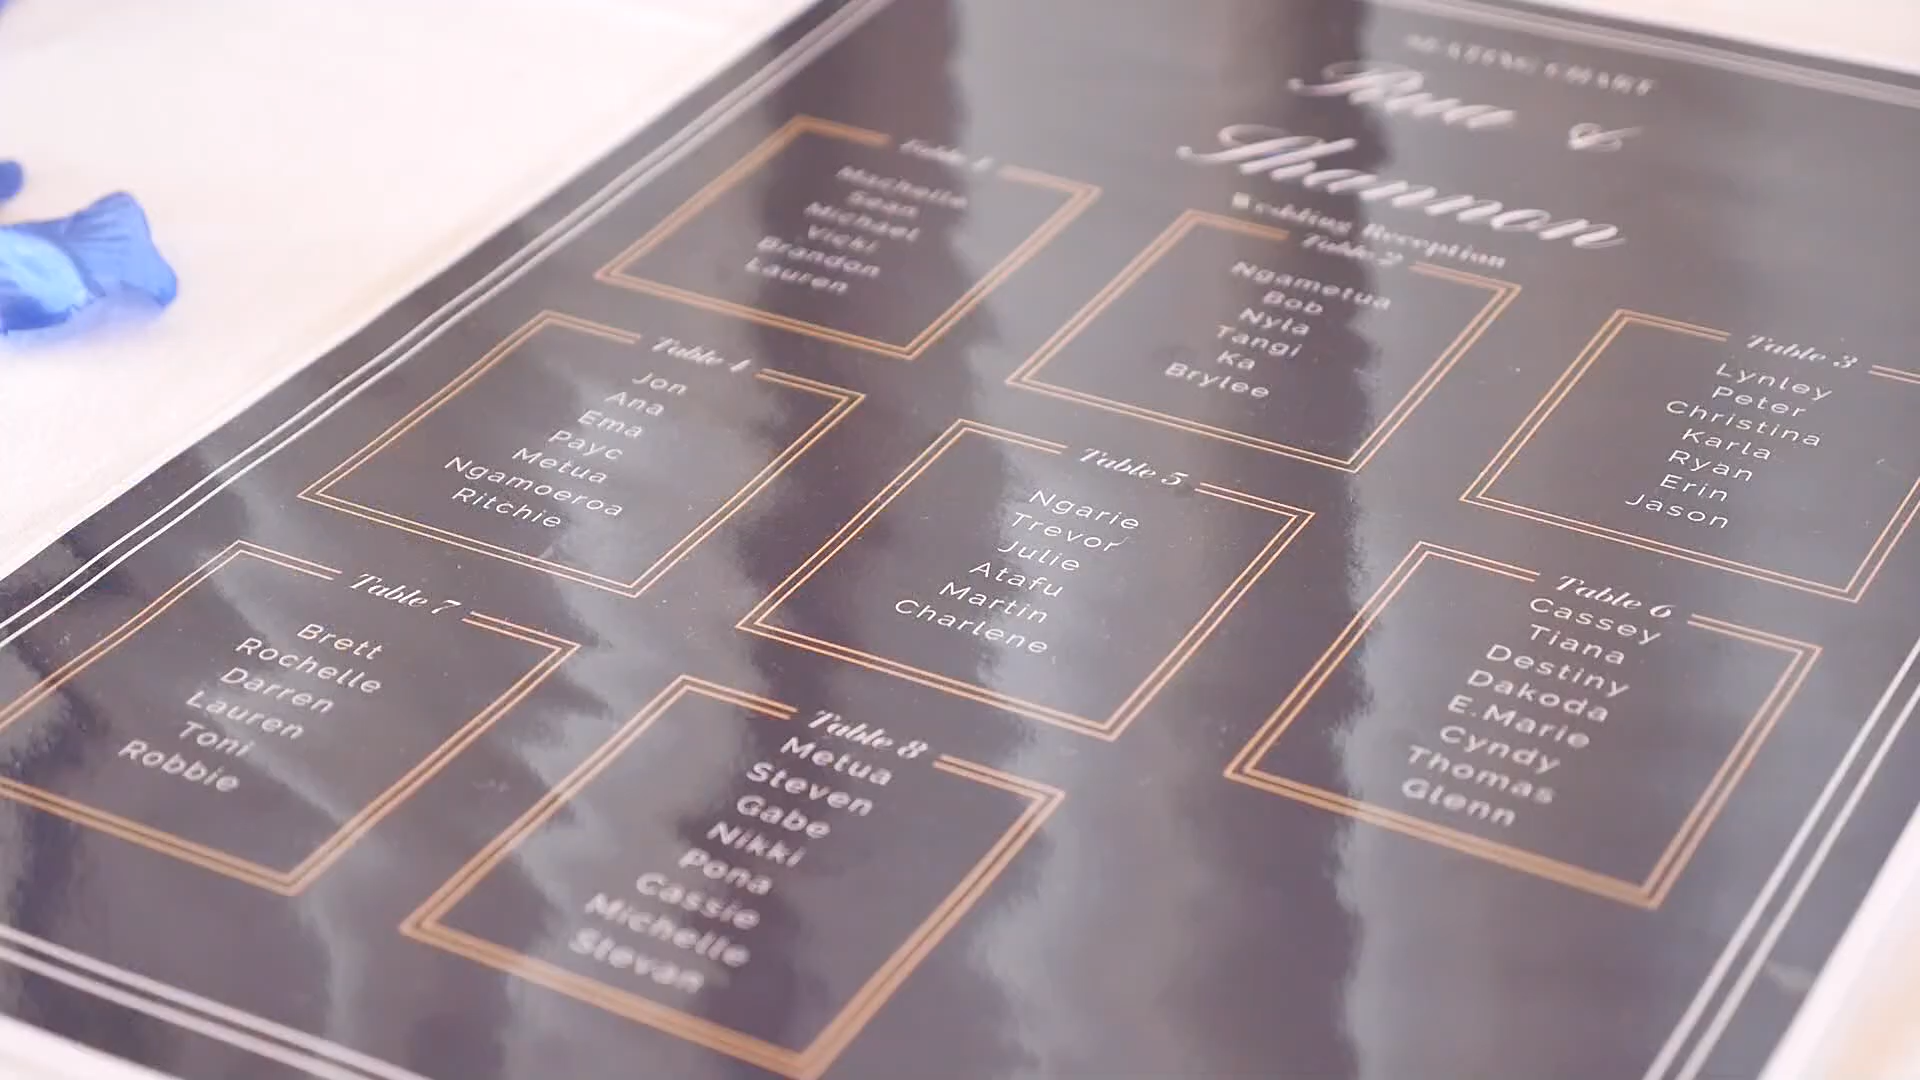 SEATING CHART
Rua &
Shannon
Wedding Reception
Table 1
Machelle
Sean
Michael
Vicki
Brandon
Lauren
Table 2
Ngametua
Bob
Nyla
Tangi
Ka
Brylee
Table 3
Lynley
Peter
Christina
Karla
Ryan
Erin
Jason
Table 4
Jon
Ana
Ema
Payc
Metua
Ngamoeroa
Ritchie
Table 5
Ngarie
Trevor
Julie
Atafu
Martin
Charlene
Table 6
Cassey
Tiana
Destiny
Dakoda
E.Marie
Cyndy
Thomas
Glenn
Table 7
Brett
Rochelle
Darren
Lauren
Toni
Robbie
Table 8
Metua
Steven
Gabe
Nikki
Pona
Cassie
Michelle
Stevan